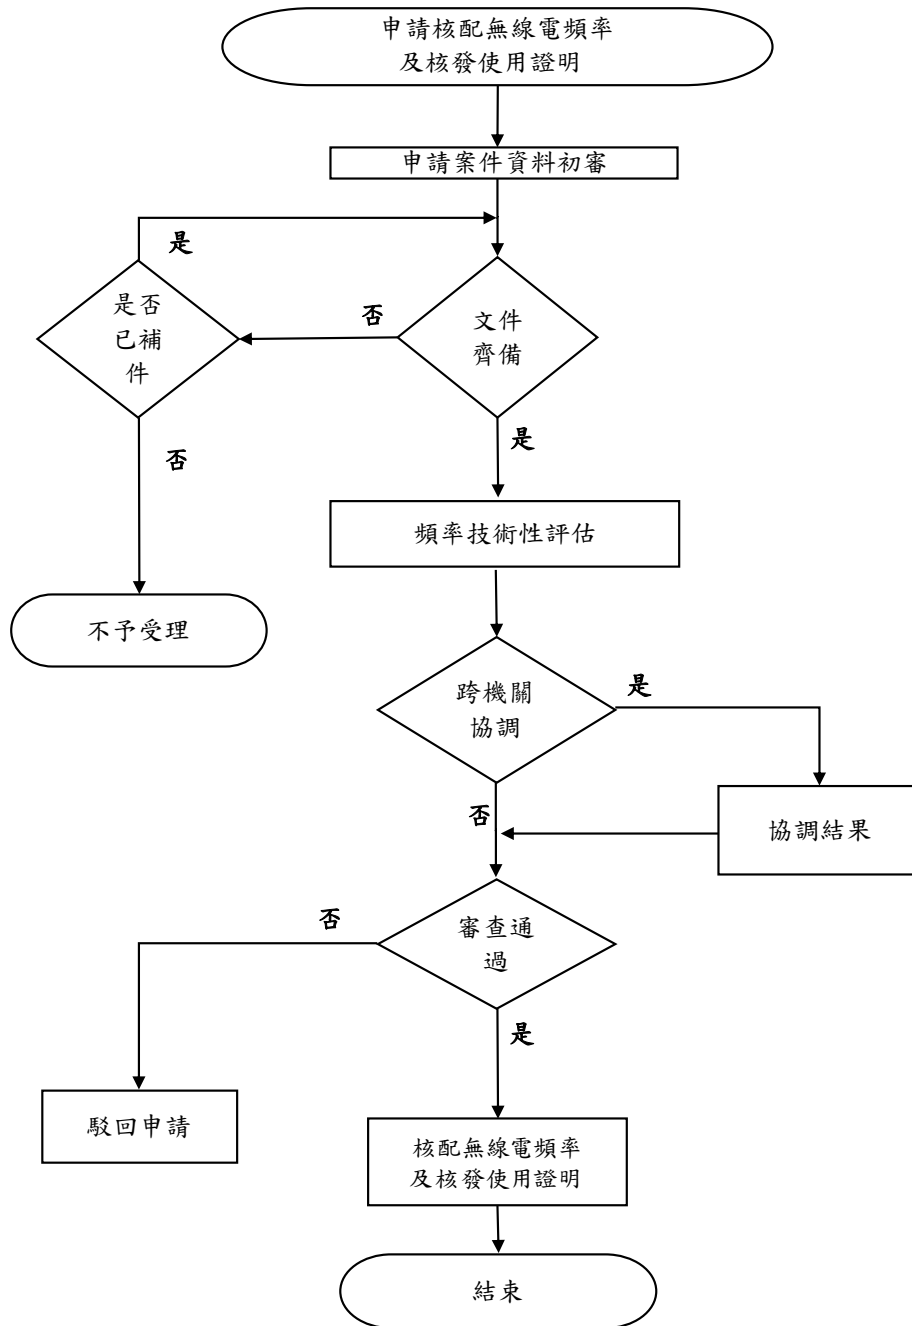 申請核配無線電頻率
及核發使用證明
申請案件資料初審
是
是否
已補
件
否
文件
齊備
是
否
頻率技術性評估
不予受理
跨機關
協調
是
否
協調結果
否
審查通
過
是
駁回申請
核配無線電頻率
及核發使用證明
結束